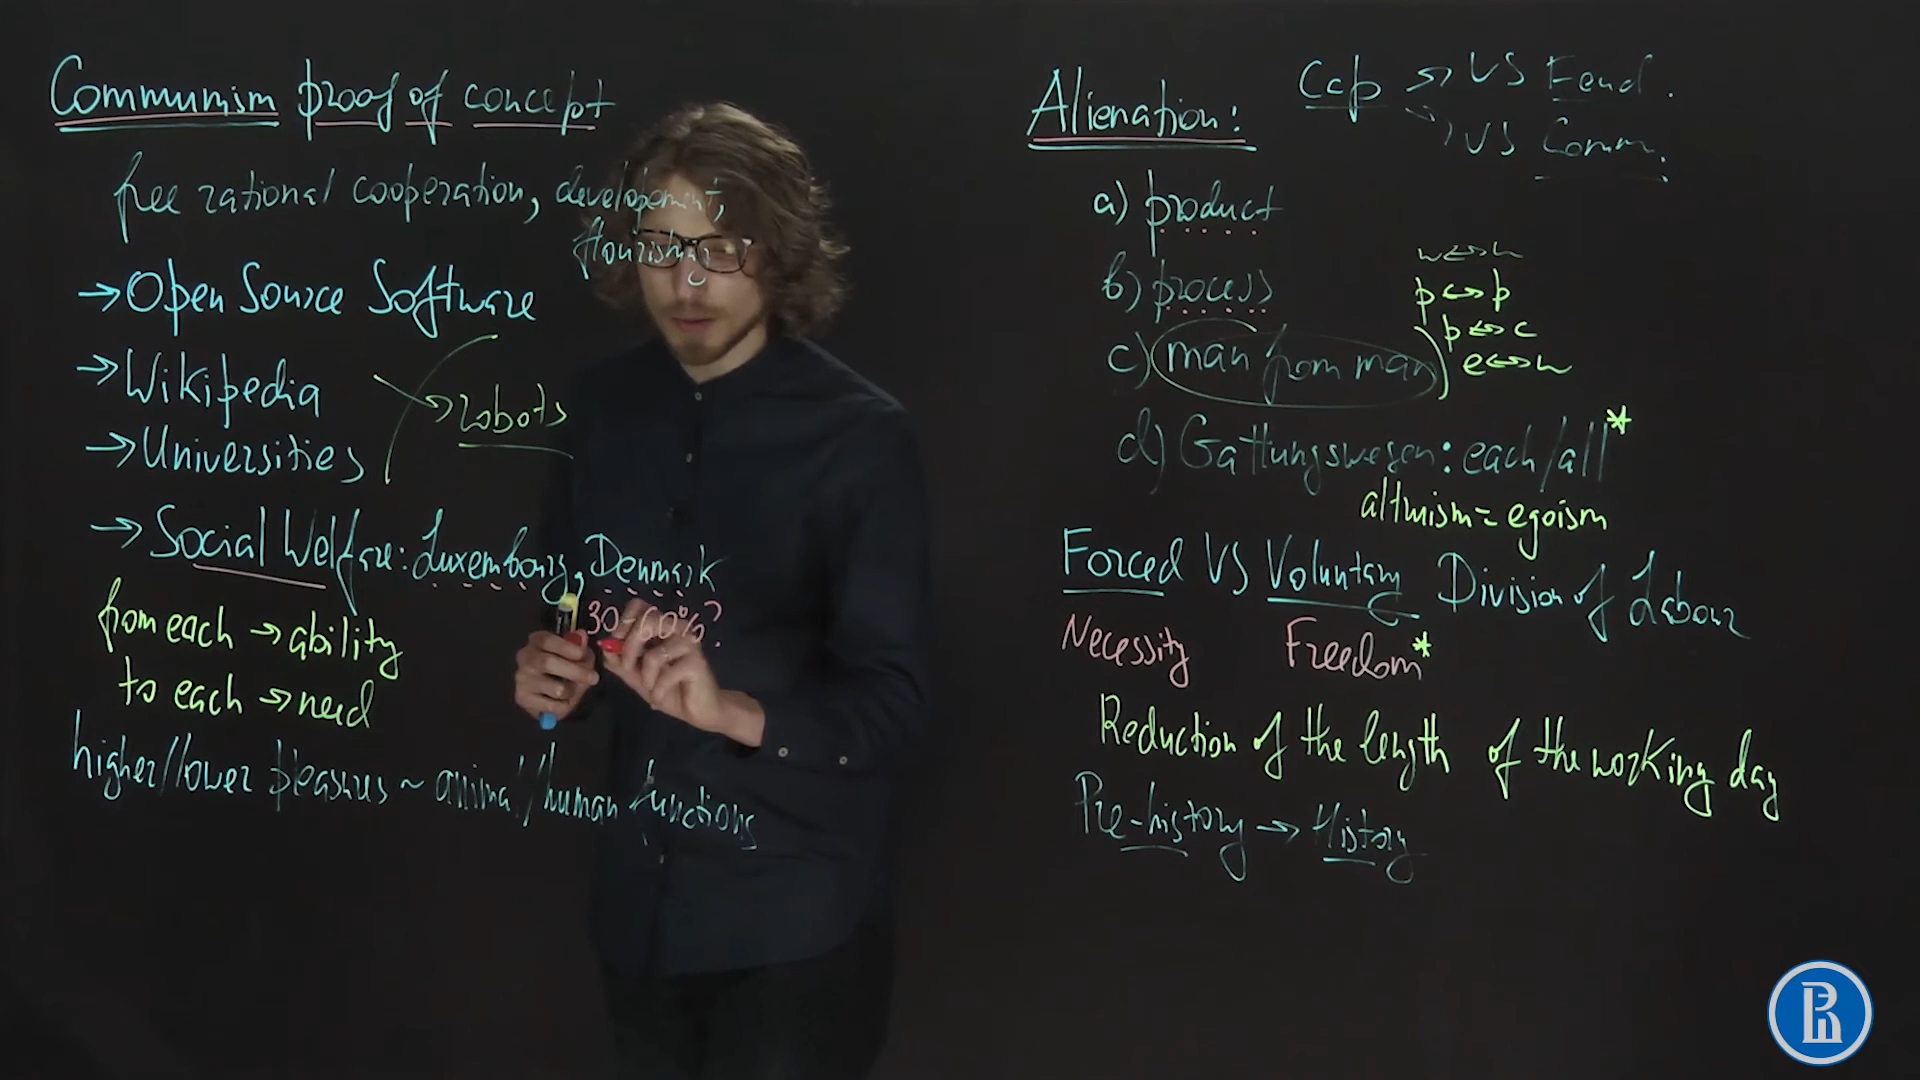 Communism proof of concept
free rational cooperation, development,
flourishing
→ Open Source Software
→ Wikipedia
→ robots
→ Universities
→ Social Welfare: Luxembourg, Denmark
30-60%?
from each → ability
to each → need
higher/lower pleasures ~ animal/human functions
Alienation:
Cap → VS Feud.
→ VS Comm.
a) product
b) process
c) man from man
w ↔ w
p ↔ p
p ↔ c
e ↔ w
d) Gattungswesen: each/all*
altruism = egoism
Forced VS Voluntary Division of Labour
Necessity Freedom*
Reduction of the length of the working day
Pre-history → History